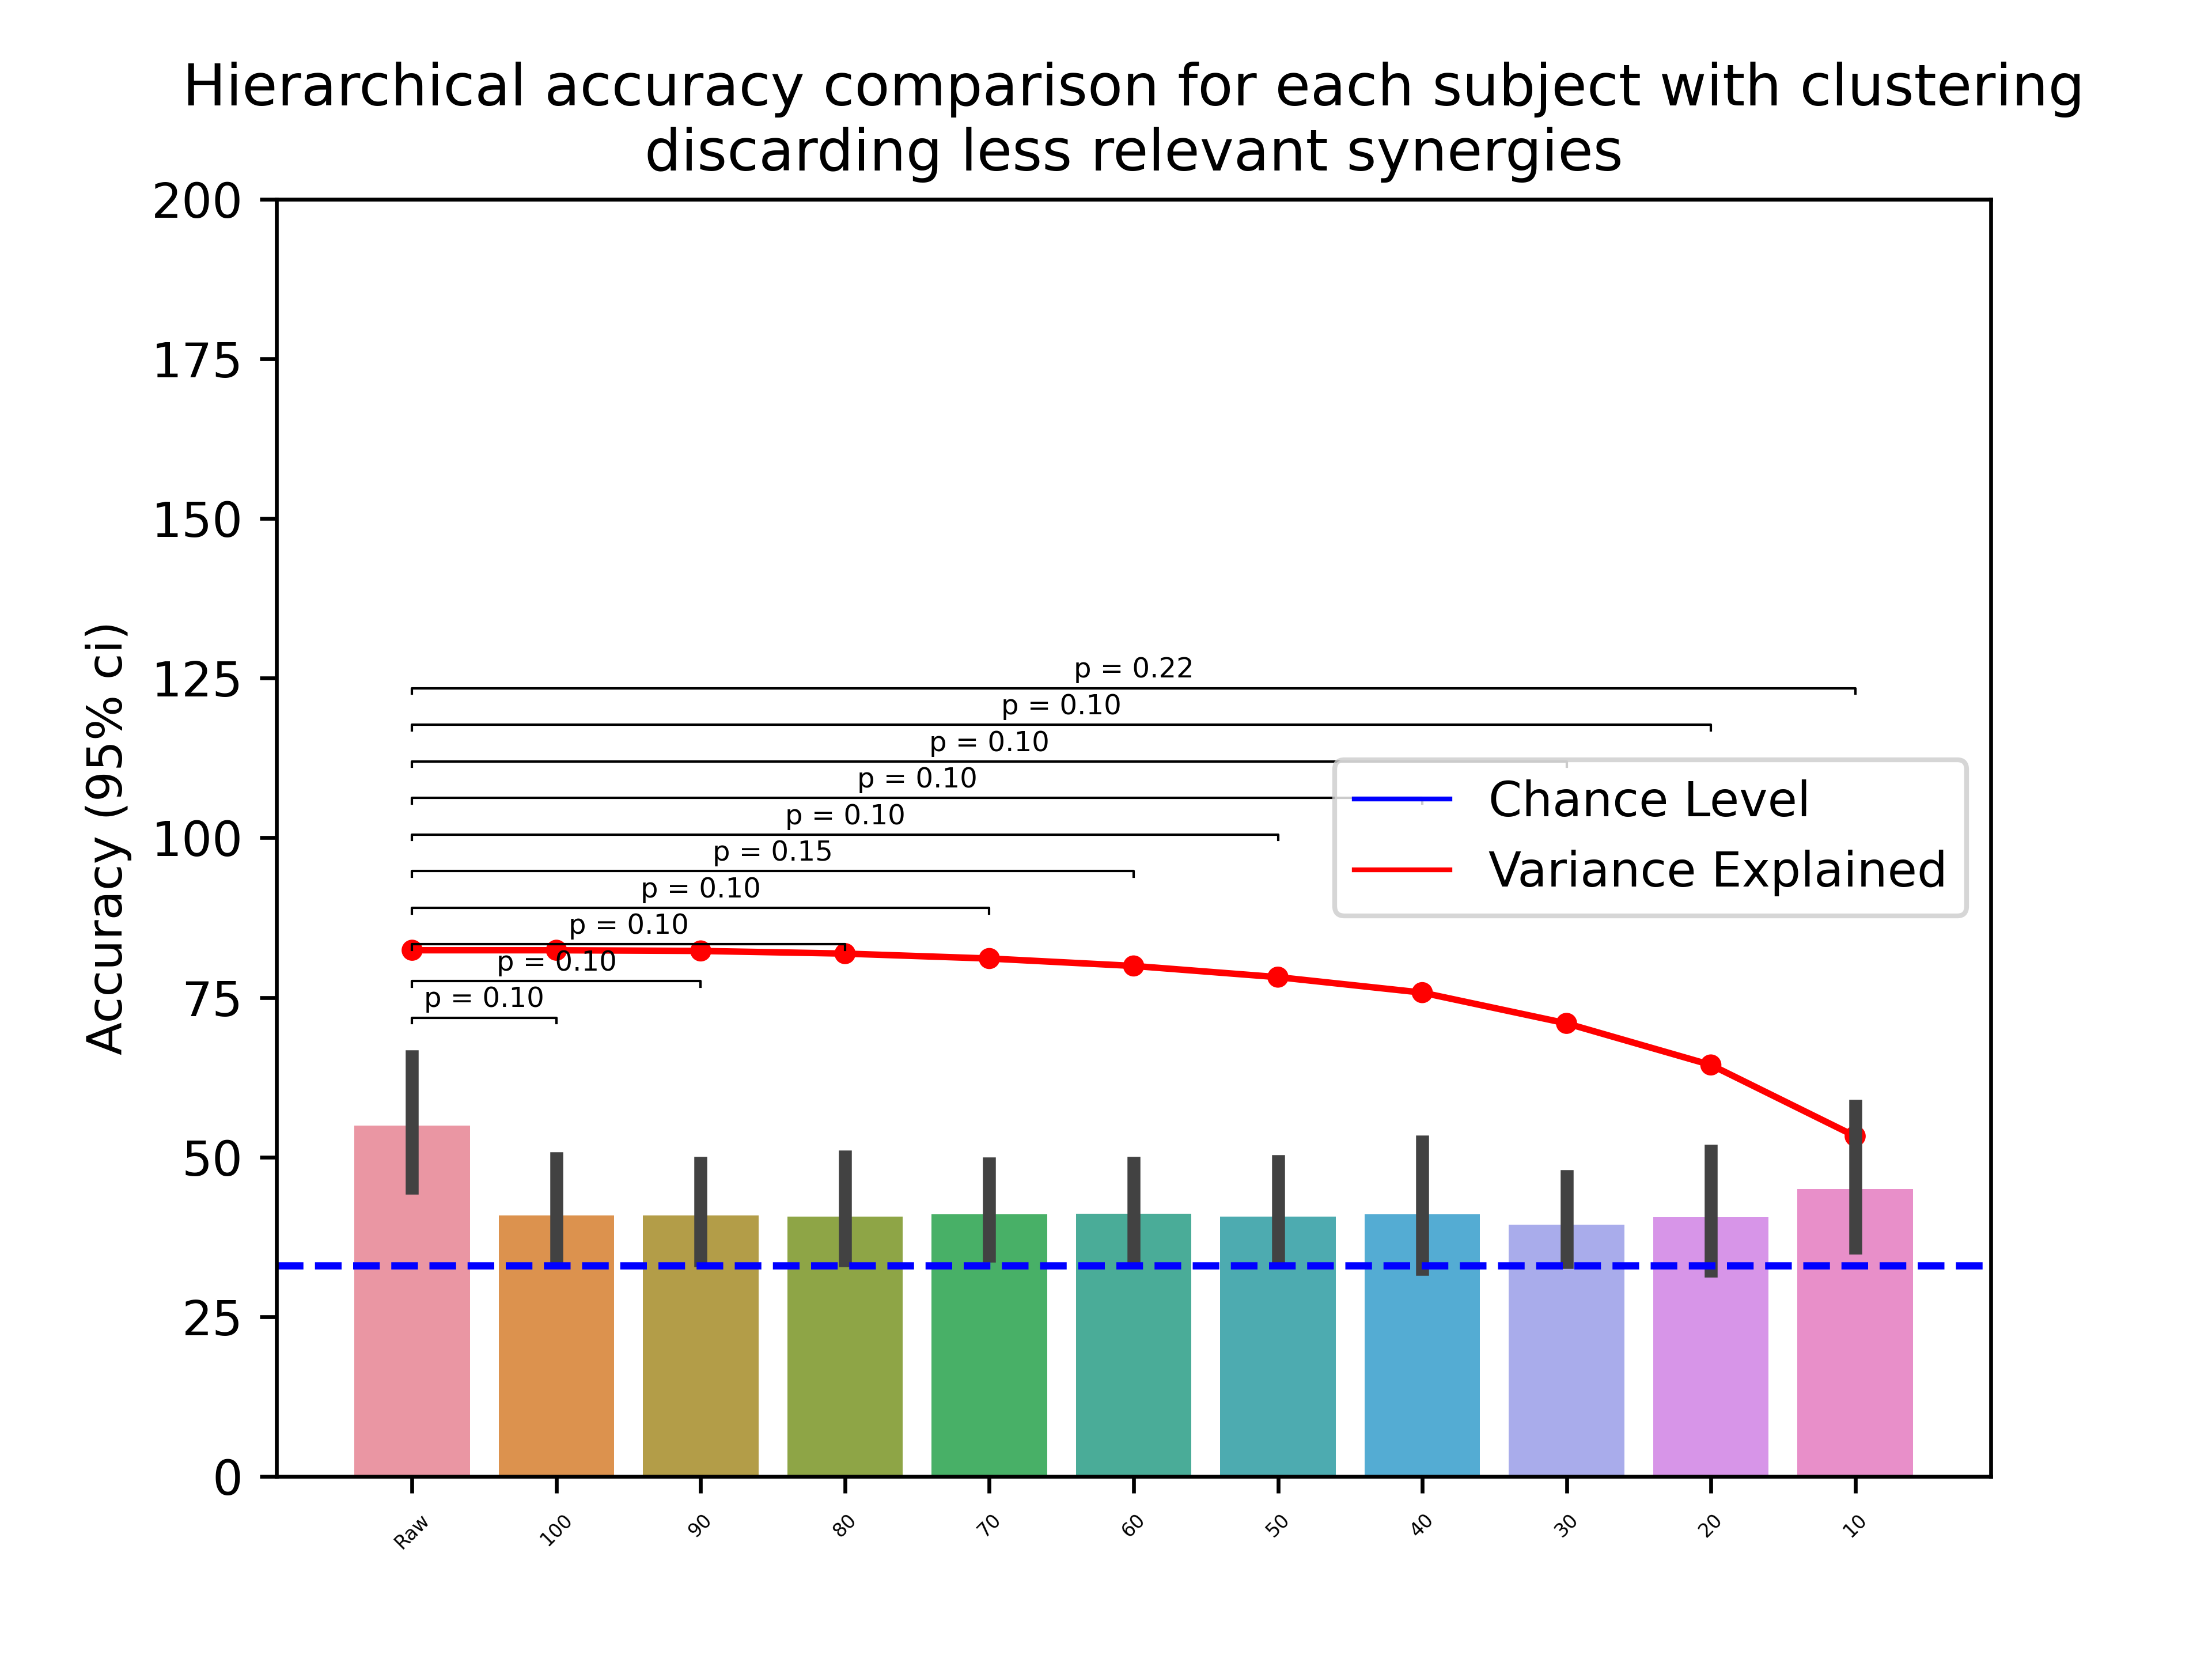 Hierarchical accuracy comparison for each subject with clustering
discarding less relevant synergies
Accuracy (95% ci)
200
175
150
125
100
75
50
25
0
p = 0.22
p = 0.10
p = 0.10
p = 0.10
p = 0.10
p = 0.15
p = 0.10
p = 0.10
p = 0.10
p = 0.10
Chance Level
Variance Explained
Raw
100
90
80
70
60
50
40
30
20
10